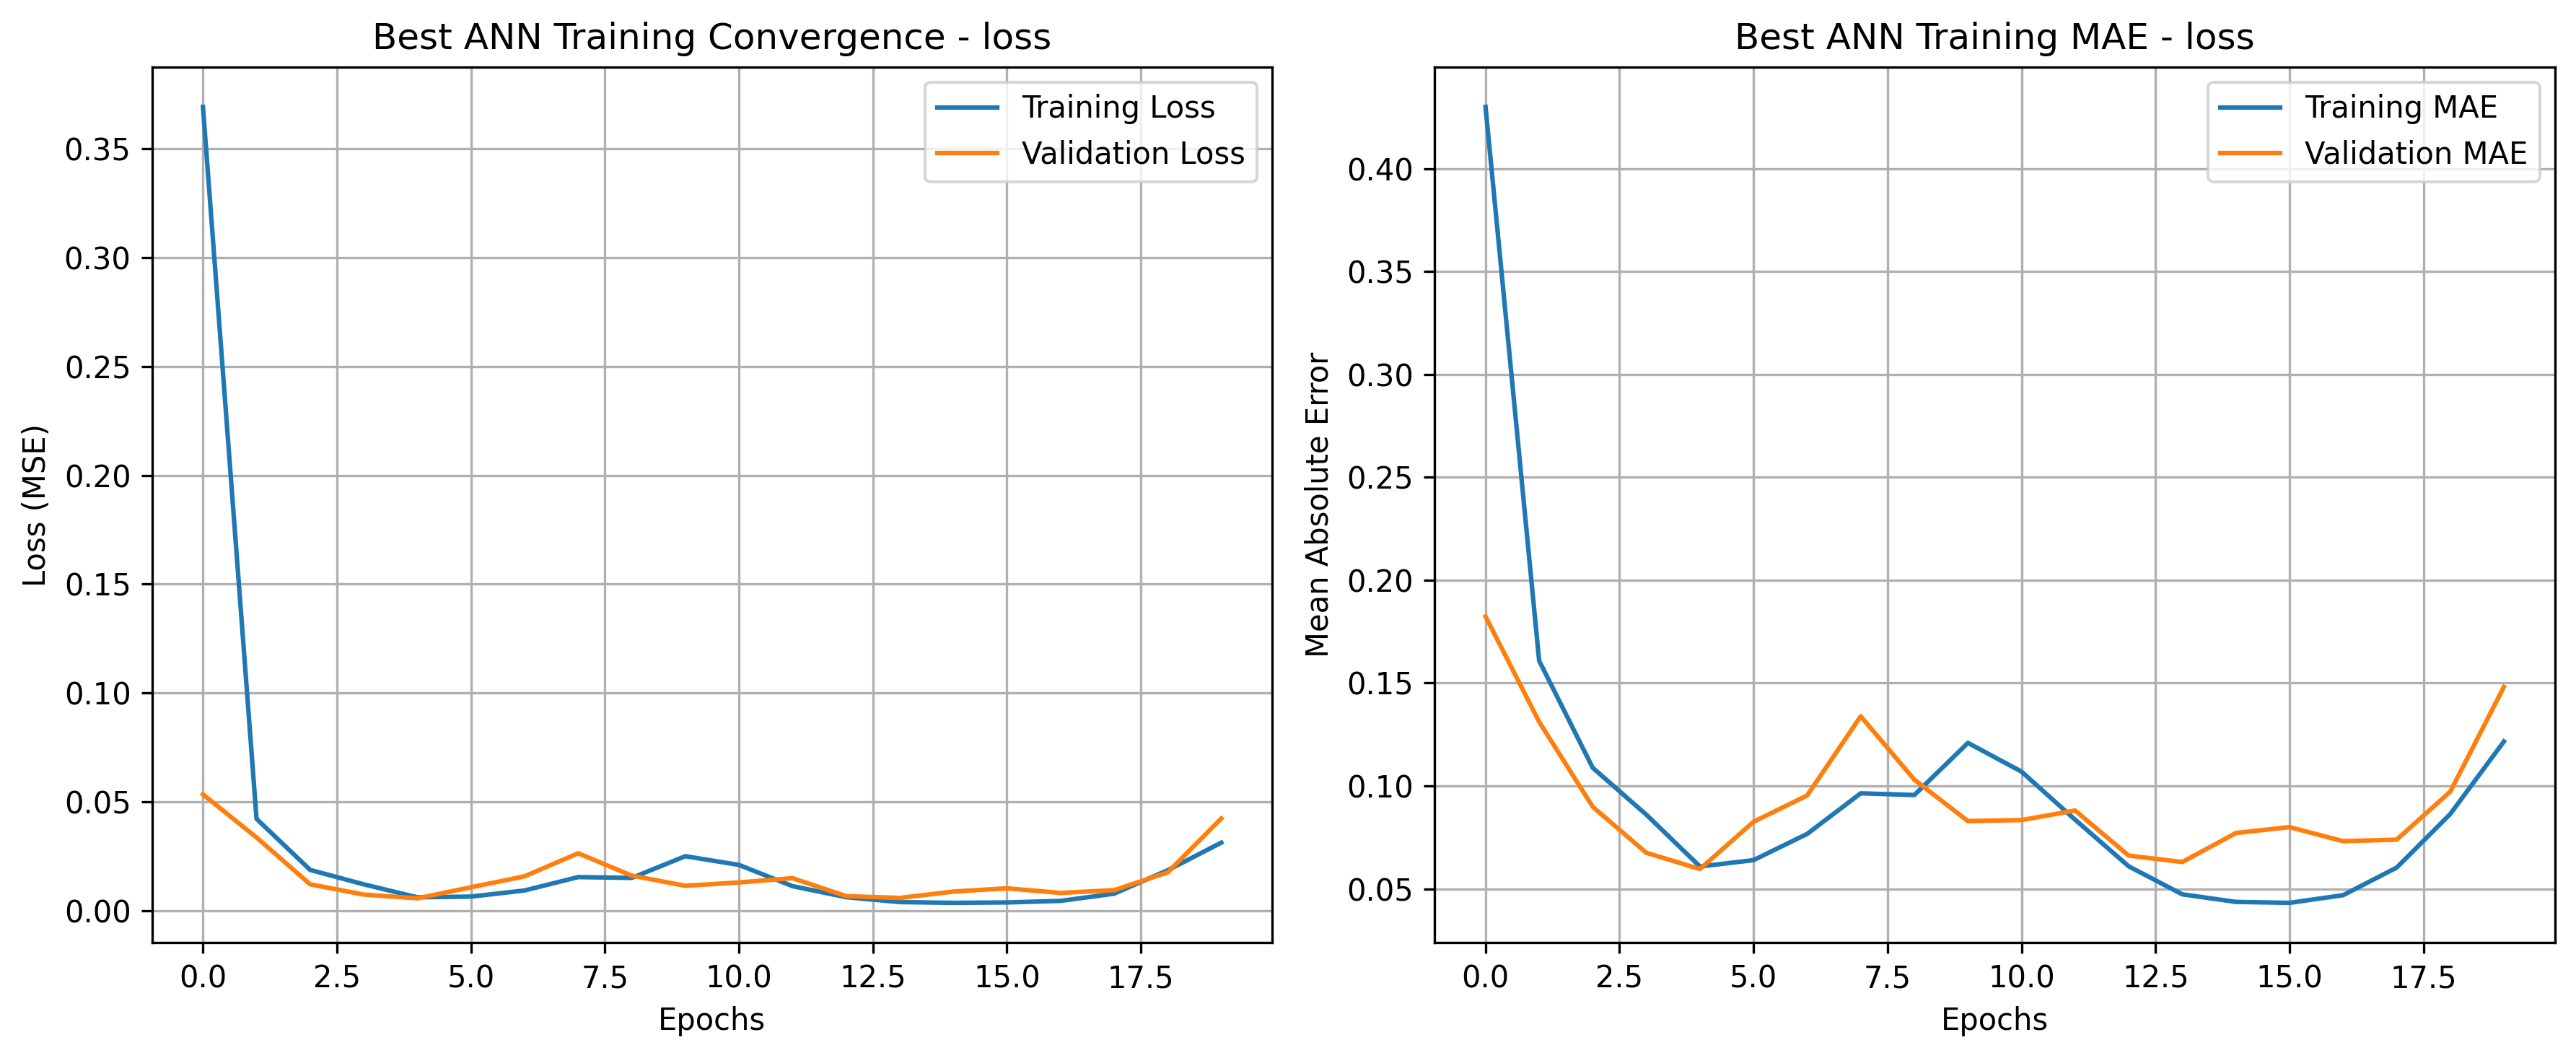 Best ANN Training Convergence - loss
Training Loss
Validation Loss
0.35
0.30
0.25
0.20
0.15
0.10
0.05
0.00
Loss (MSE)
0.0 2.5 5.0 7.5 10.0 12.5 15.0 17.5
Epochs
Best ANN Training MAE - loss
Training MAE
Validation MAE
0.40
0.35
0.30
0.25
0.20
0.15
0.10
0.05
Mean Absolute Error
0.0 2.5 5.0 7.5 10.0 12.5 15.0 17.5
Epochs